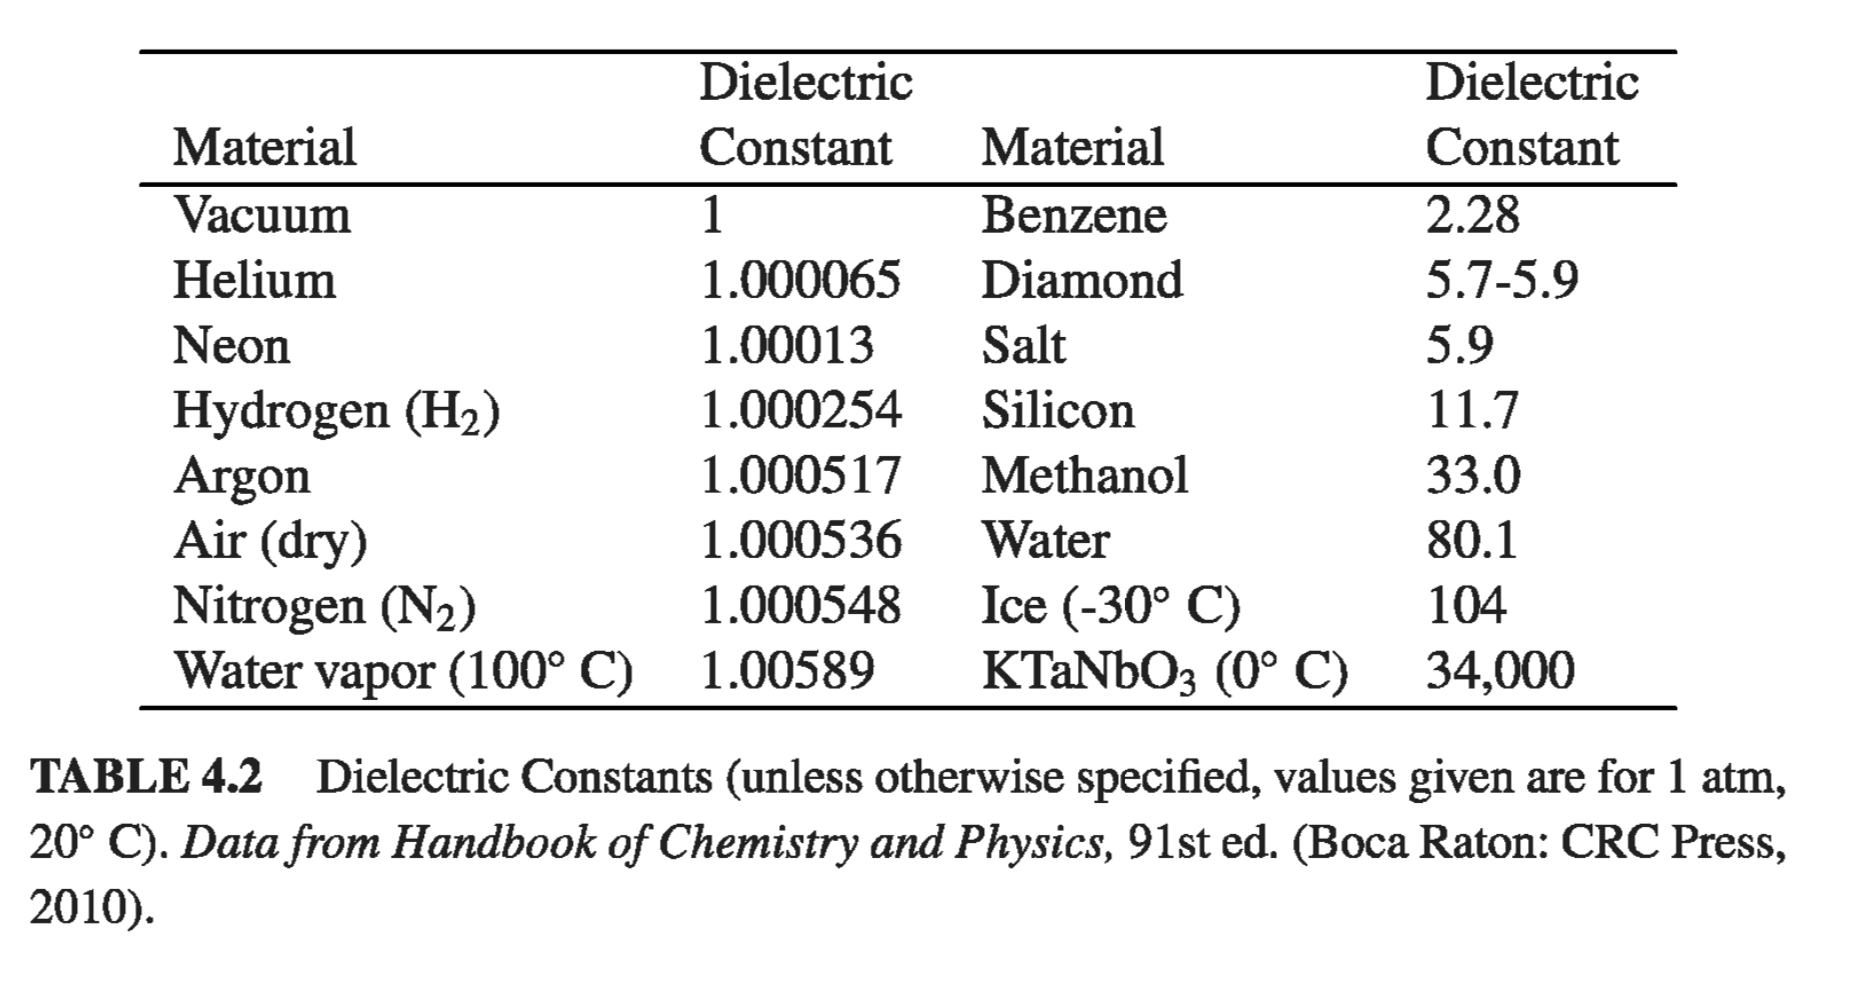 Dielectric Dielectric
Material Constant Material Constant
Vacuum 1 Benzene 2.28
Helium 1.000065 Diamond 5.7-5.9
Neon 1.00013 Salt 5.9
Hydrogen (H₂) 1.000254 Silicon 11.7
Argon 1.000517 Methanol 33.0
Air (dry) 1.000536 Water 80.1
Nitrogen (N₂) 1.000548 Ice (-30° C) 104
Water vapor (100° C) 1.00589 KTaNbO₃ (0° C) 34,000
TABLE 4.2 Dielectric Constants (unless otherwise specified, values given are for 1 atm,
20° C). Data from Handbook of Chemistry and Physics, 91st ed. (Boca Raton: CRC Press,
2010).